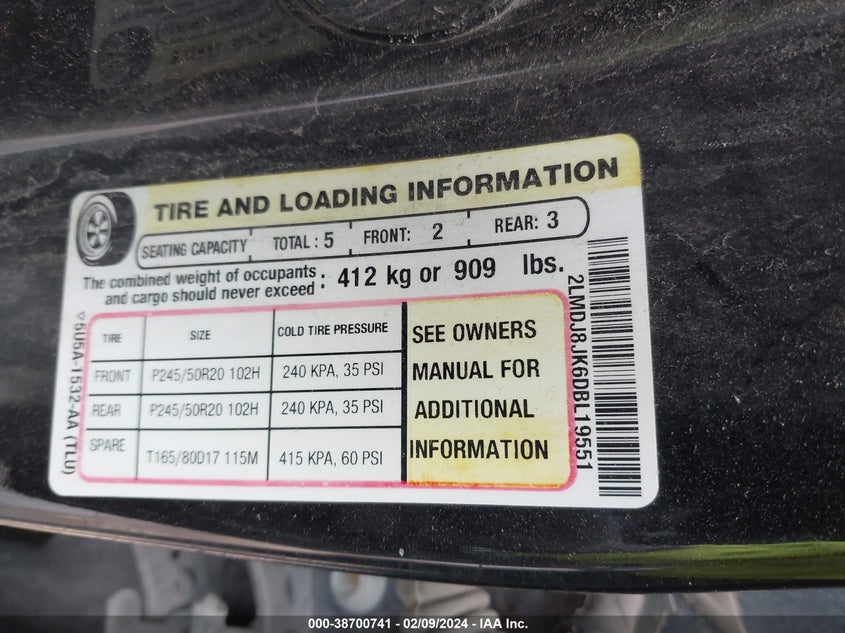 TIRE AND LOADING INFORMATION
SEATING CAPACITY TOTAL : 5 FRONT: 2 REAR: 3
The combined weight of occupants
and cargo should never exceed : 412 kg or 909 lbs.
TIRE SIZE COLD TIRE PRESSURE
FRONT P245/50R20 102H 240 KPA, 35 PSI
REAR P245/50R20 102H 240 KPA, 35 PSI
SPARE T165/80D17 115M 415 KPA, 60 PSI
SEE OWNERS
MANUAL FOR
ADDITIONAL
INFORMATION
5U5A-1532-AA (TLU)
2LMDJ8JK6DBL19551
000-38700741 - 02/09/2024 - IAA Inc.